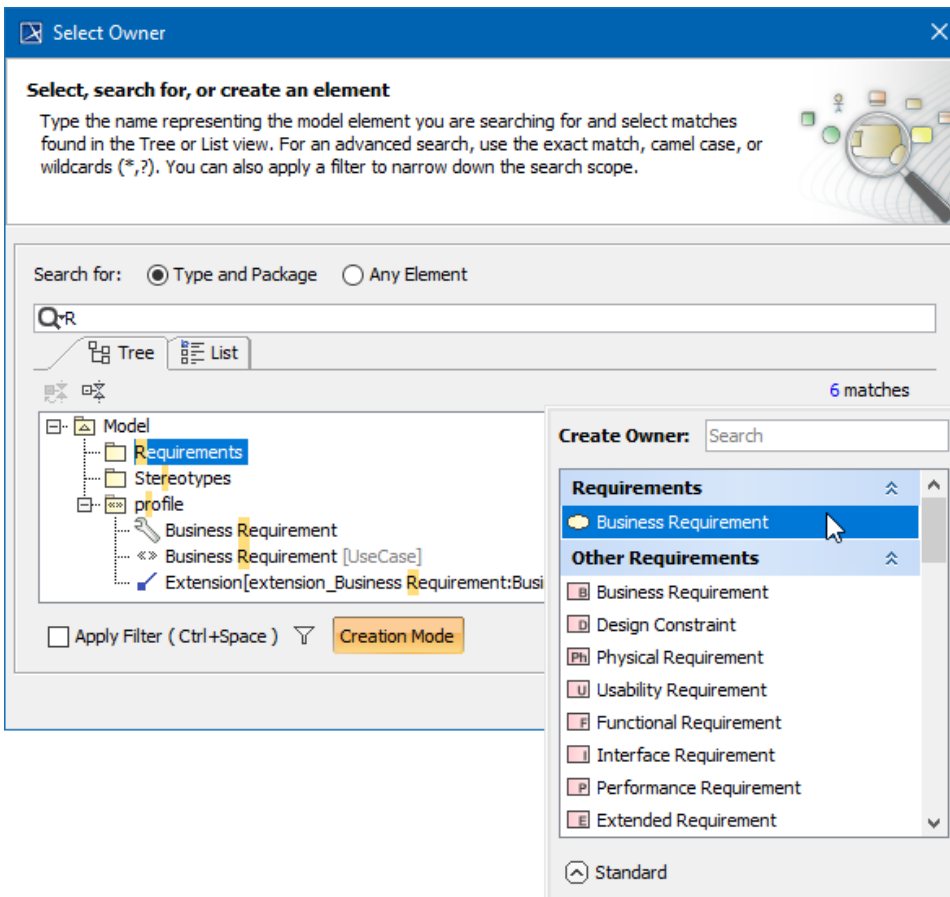 Select Owner
Select, search for, or create an element
Type the name representing the model element you are searching for and select matches
found in the Tree or List view. For an advanced search, use the exact match, camel case, or
wildcards (*,?). You can also apply a filter to narrow down the search scope.
Search for: Type and Package Any Element
R
Tree List
6 matches
Model
Requirements
Stereotypes
profile
Business Requirement
«» Business Requirement [UseCase]
Extension[extension_Business Requirement:Busi
Apply Filter ( Ctrl+Space ) Creation Mode
Create Owner: Search
Requirements
Business Requirement
Other Requirements
B Business Requirement
D Design Constraint
Ph Physical Requirement
U Usability Requirement
F Functional Requirement
I Interface Requirement
P Performance Requirement
E Extended Requirement
Standard